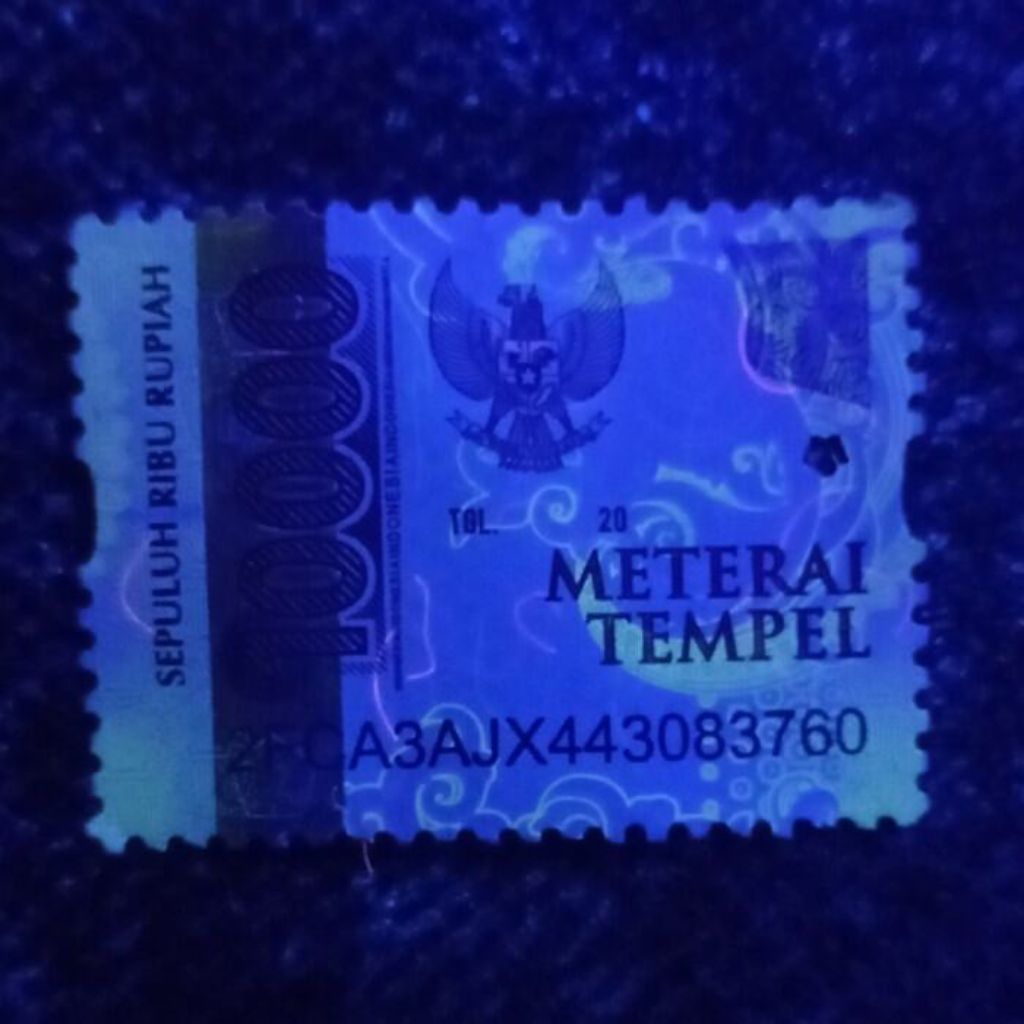 SEPULUH RIBU RUPIAH
10000
TGL. 20
METERAI
TEMPEL
A3AJX443083760